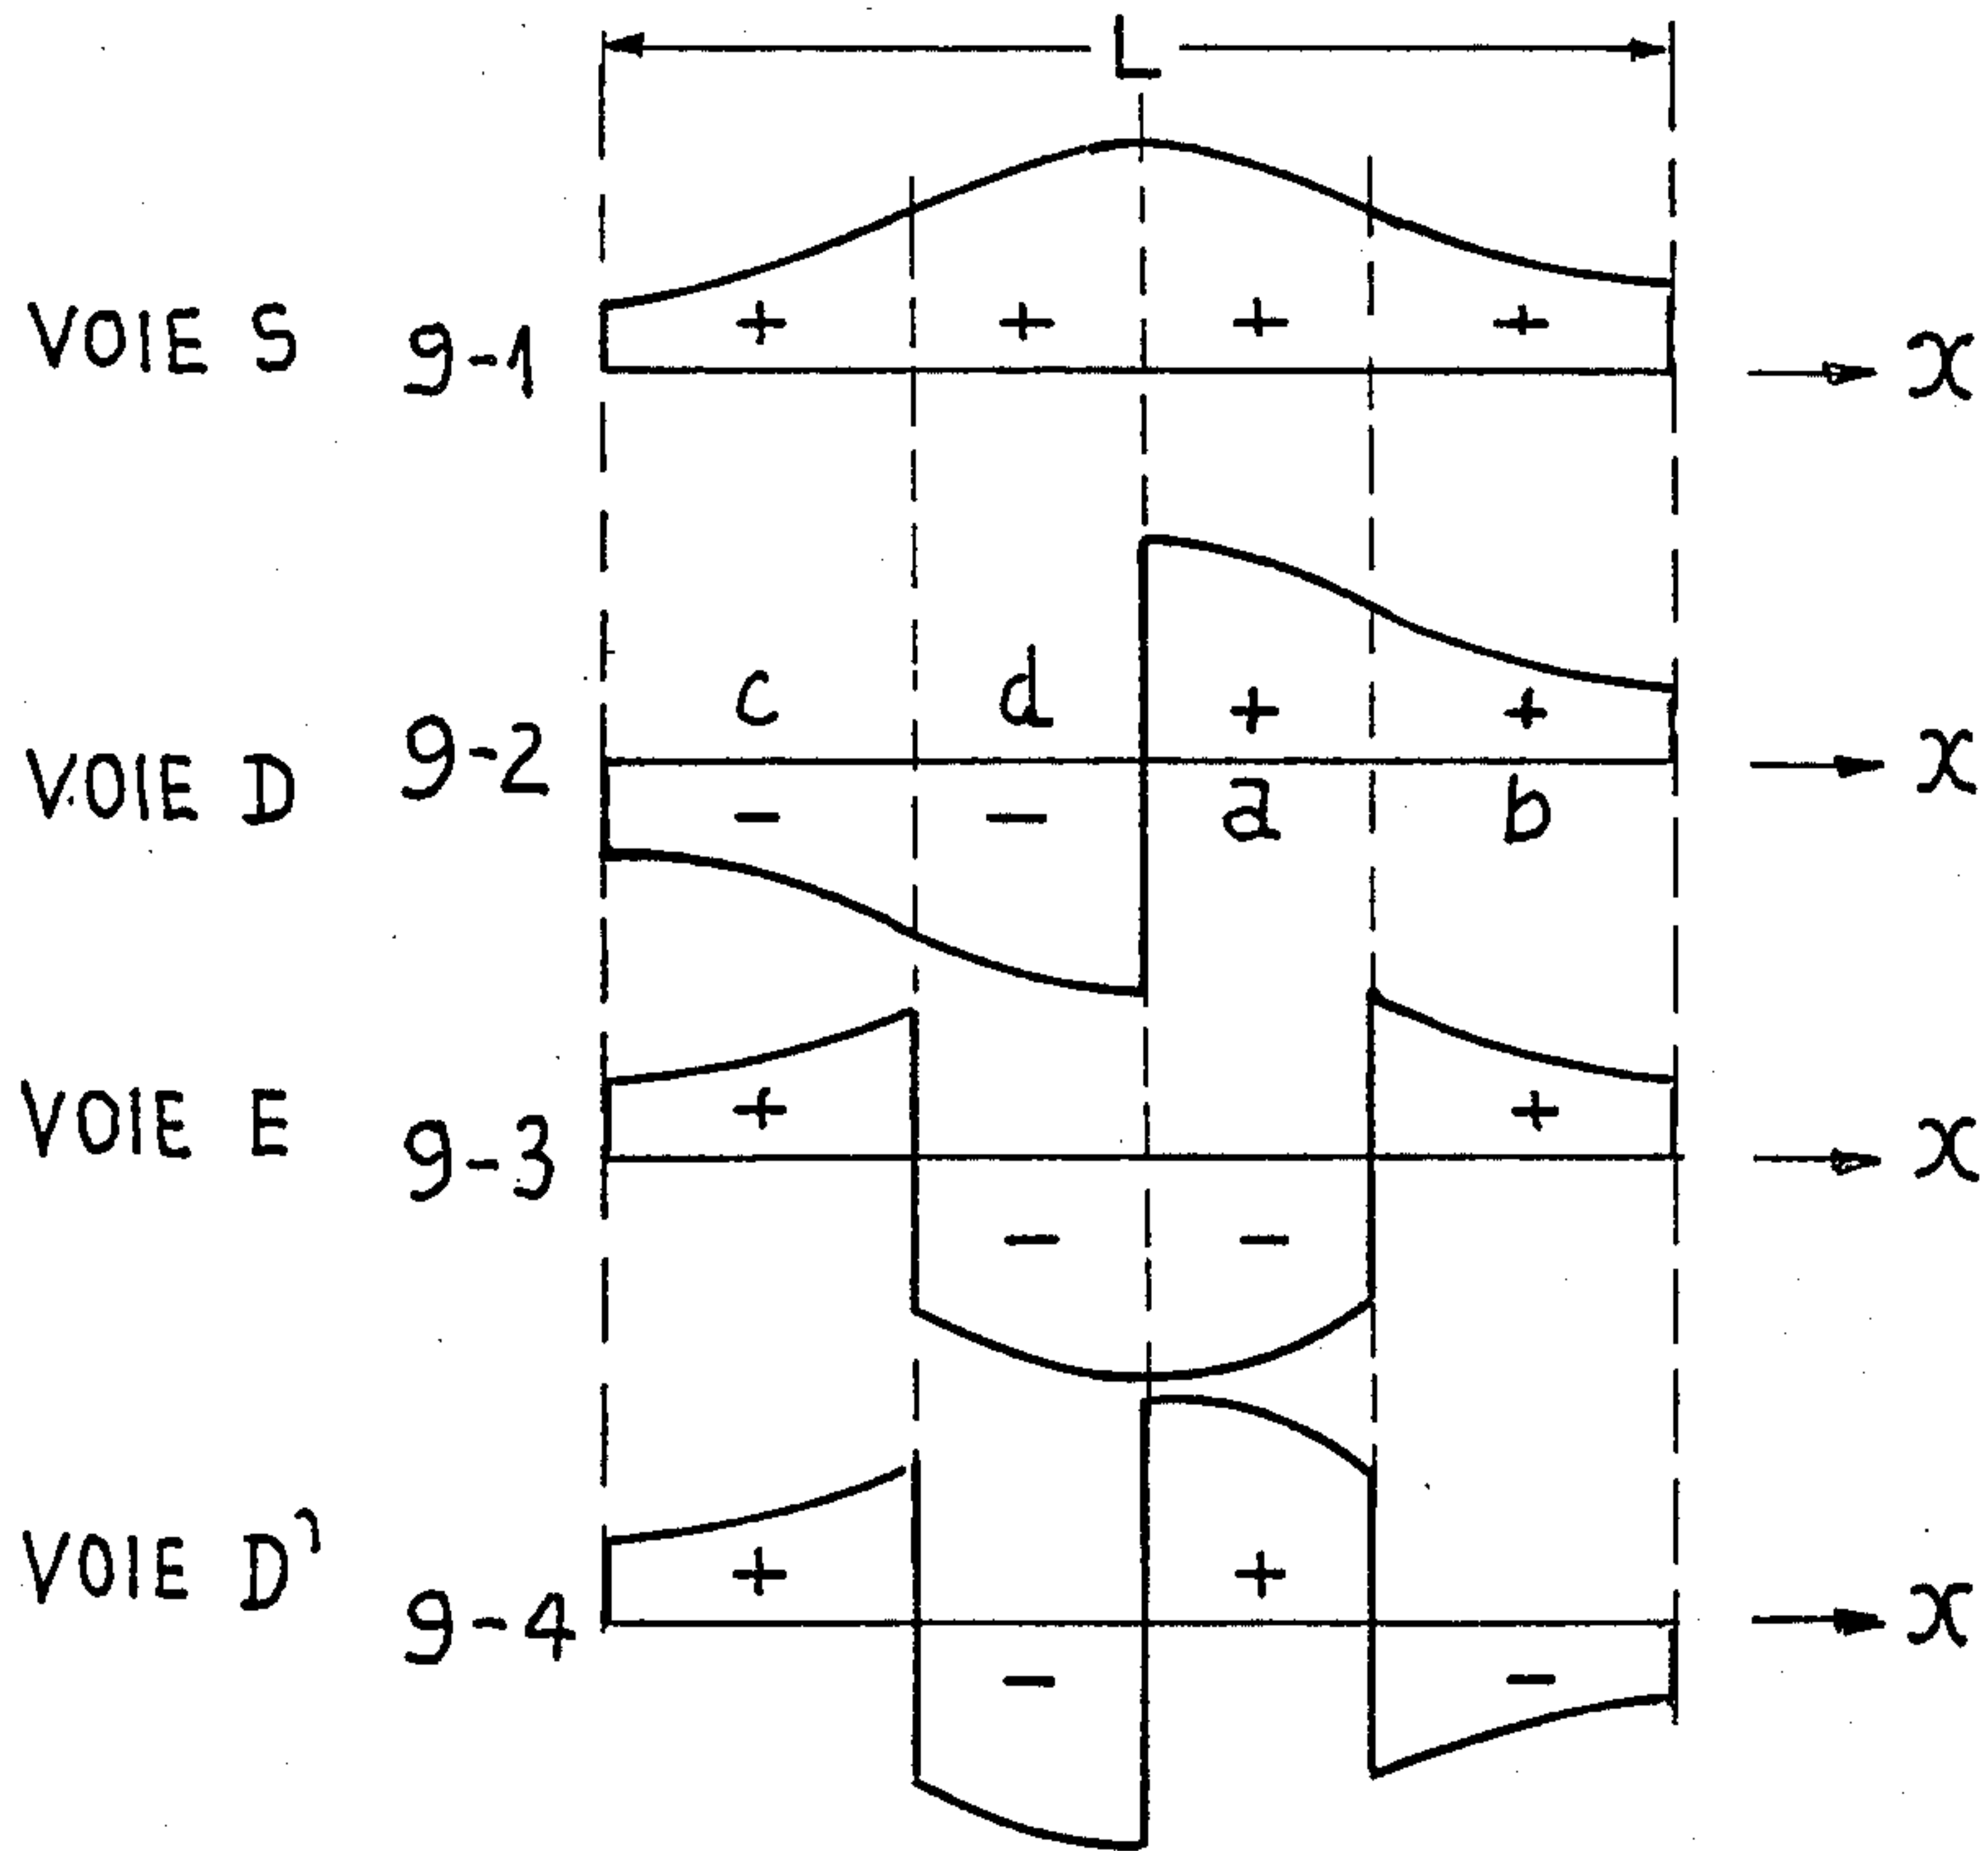 L
VOIE S 9-1 + + + + x
c d + +
VOIE D 9-2 x
- - a b
+ +
VOIE E 9-3 x
- -
VOIE D' + +
9-4 x
- -